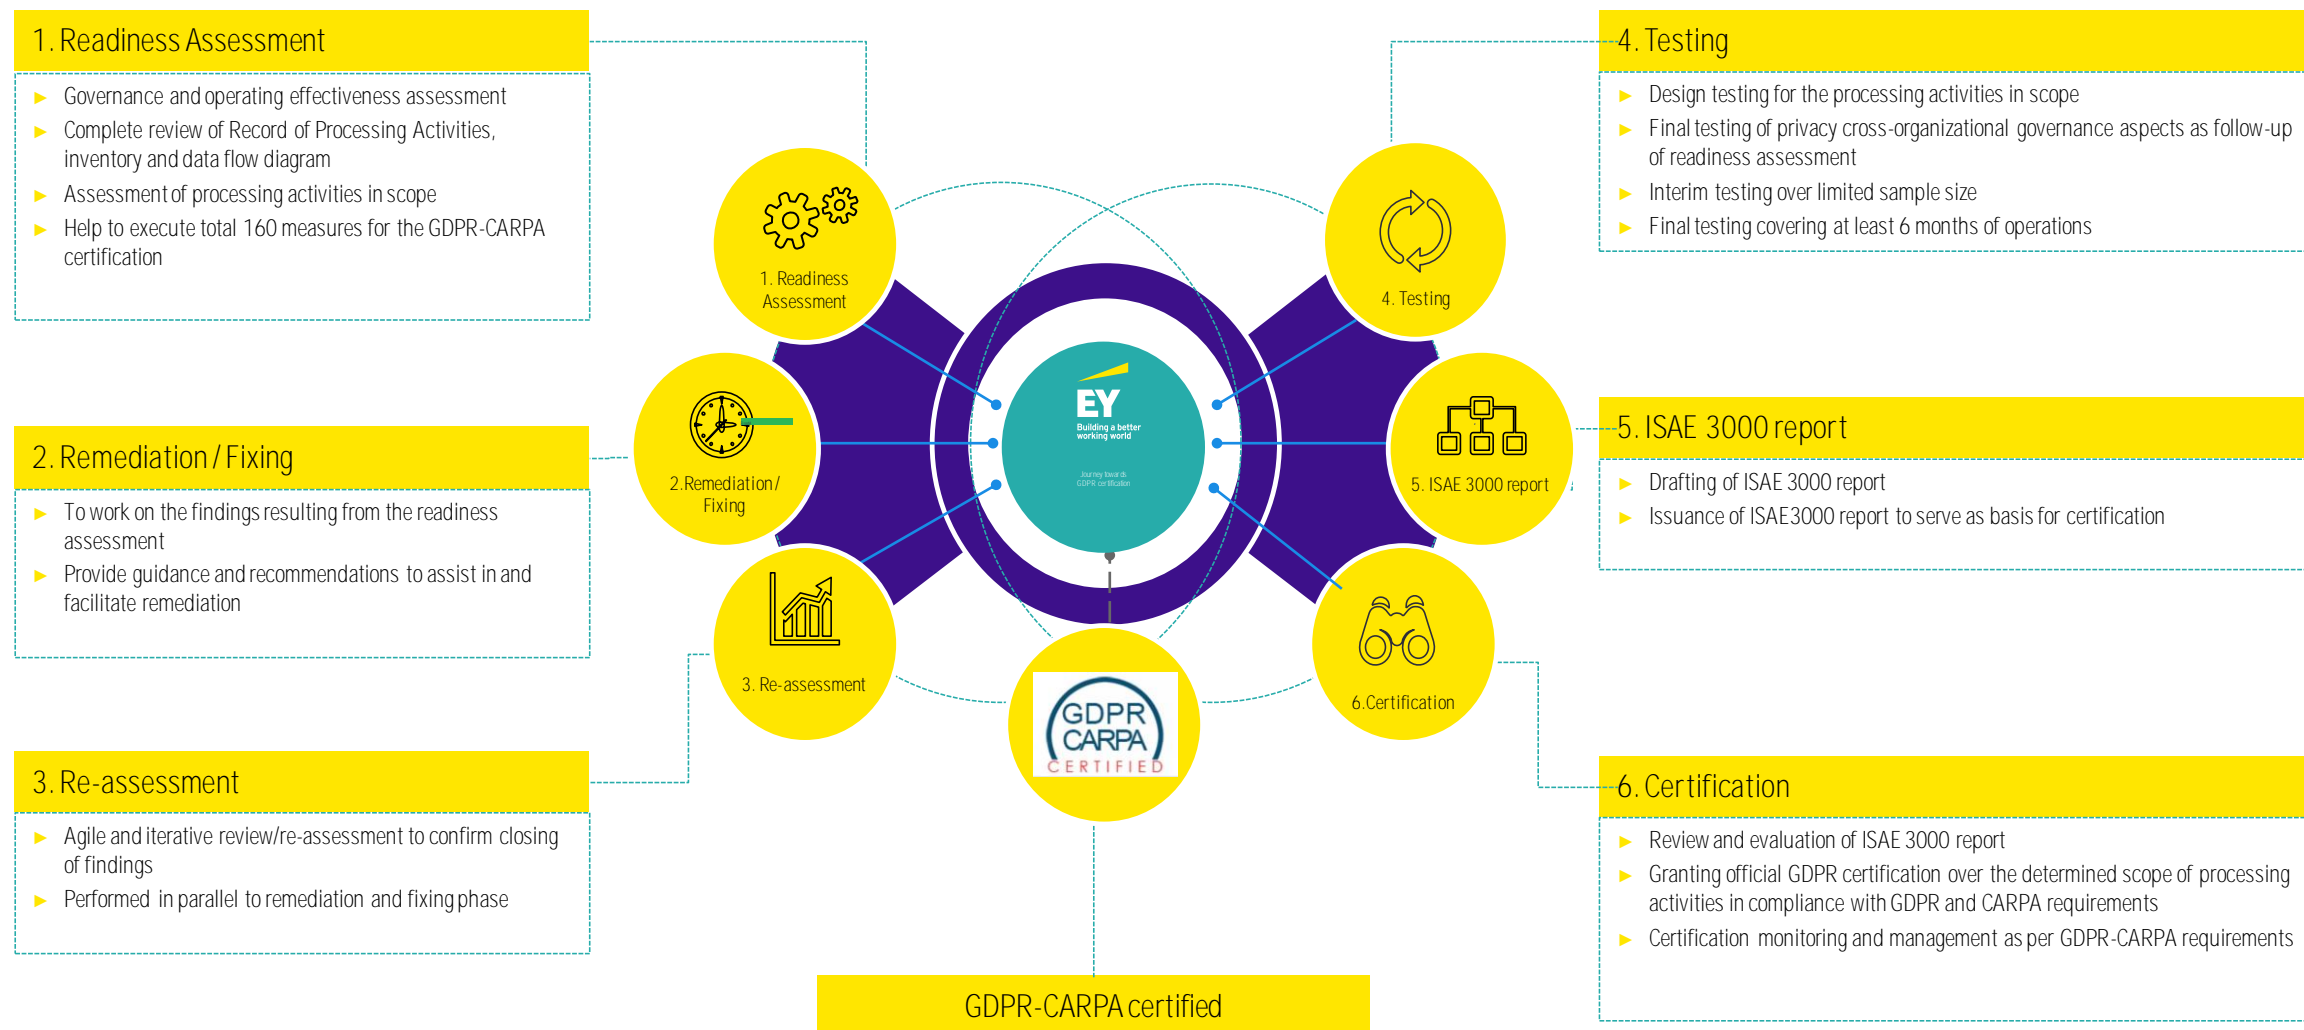 1. Readiness Assessment
► Governance and operating effectiveness assessment
► Complete review of Record of Processing Activities,
inventory and data flow diagram
► Assessment of processing activities in scope
► Help to execute total 160 measures for the GDPR-CARPA
certification
2. Remediation / Fixing
► To work on the findings resulting from the readiness
assessment
► Provide guidance and recommendations to assist in and
facilitate remediation
3. Re-assessment
► Agile and iterative review/re-assessment to confirm closing
of findings
► Performed in parallel to remediation and fixing phase
1. Readiness
Assessment
2.Remediation /
Fixing
3. Re-assessment
EY
Building a better
working world
Journey towards
GDPR certification
GDPR
CARPA
CERTIFIED
4. Testing
5. ISAE 3000 report
6.Certification
4. Testing
► Design testing for the processing activities in scope
► Final testing of privacy cross-organizational governance aspects as follow-up
of readiness assessment
► Interim testing over limited sample size
► Final testing covering at least 6 months of operations
5. ISAE 3000 report
► Drafting of ISAE 3000 report
► Issuance of ISAE3000 report to serve as basis for certification
6. Certification
► Review and evaluation of ISAE 3000 report
► Granting official GDPR certification over the determined scope of processing
activities in compliance with GDPR and CARPA requirements
► Certification monitoring and management as per GDPR-CARPA requirements
GDPR-CARPA certified